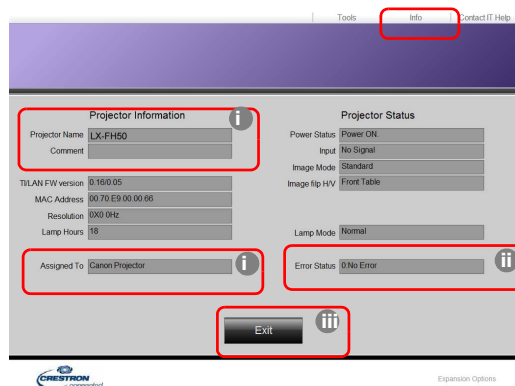 Tools Info Contact IT Help
Projector Information
i
Projector Name LX-FH50
Comment
TI/LAN FW version 0.16/0.05
MAC Address 00.70.E9.00.00.66
Resolution 0X0 0Hz
Lamp Hours 18
Assigned To Canon Projector
i
Projector Status
Power Status Power ON.
Input No Signal
Image Mode Standard
Image filp H/V Front Table
Lamp Mode Normal
Error Status 0:No Error
ii
Exit
iii
CRESTRON
connected
Expansion Options